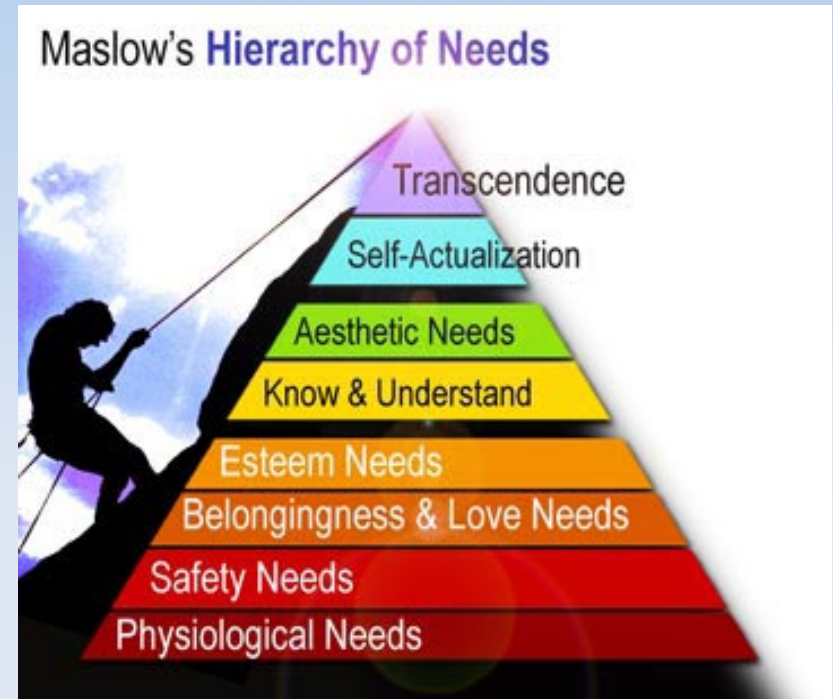 Maslow's Hierarchy of Needs
Transcendence
Self-Actualization
Aesthetic Needs
Know & Understand
Esteem Needs
Belongingness & Love Needs
Safety Needs
Physiological Needs